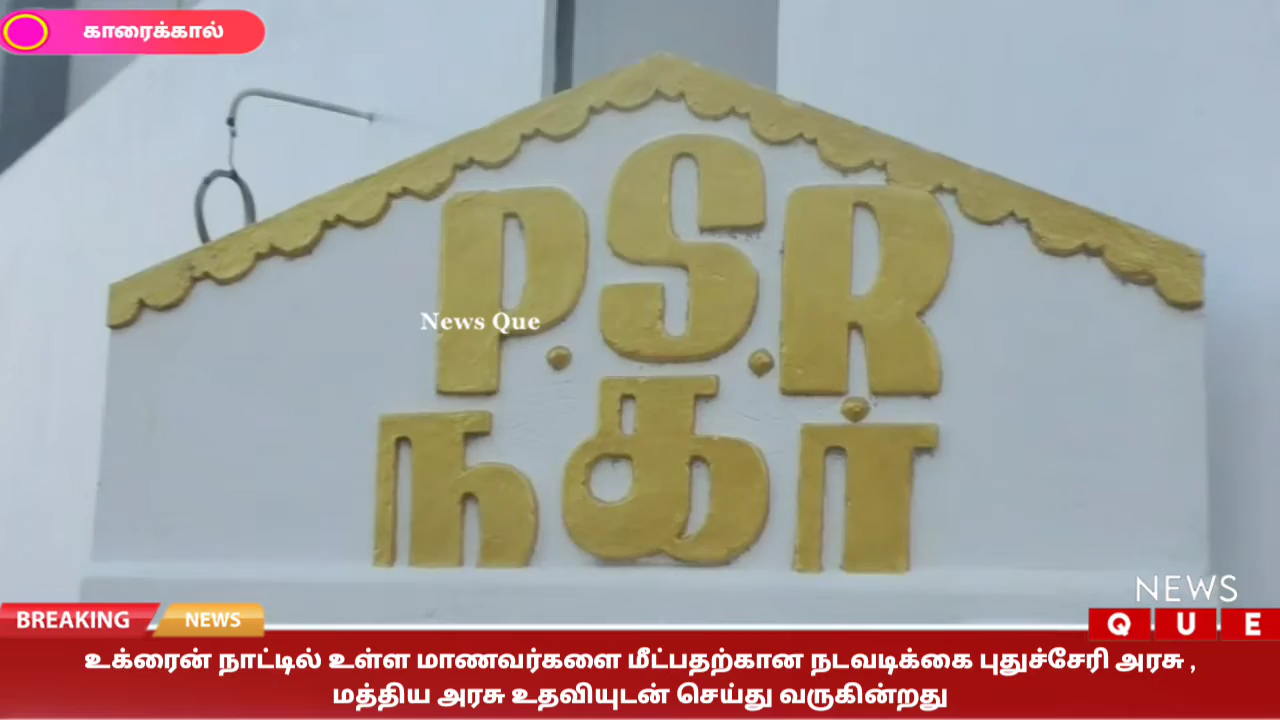 காரைக்கால்
P.S.R.
News Que
நகர்
NEWS
QUE
BREAKING NEWS
உக்ரைன் நாட்டில் உள்ள மாணவர்களை மீட்பதற்கான நடவடிக்கை புதுச்சேரி அரசு ,
மத்திய அரசு உதவியுடன் செய்து வருகின்றது